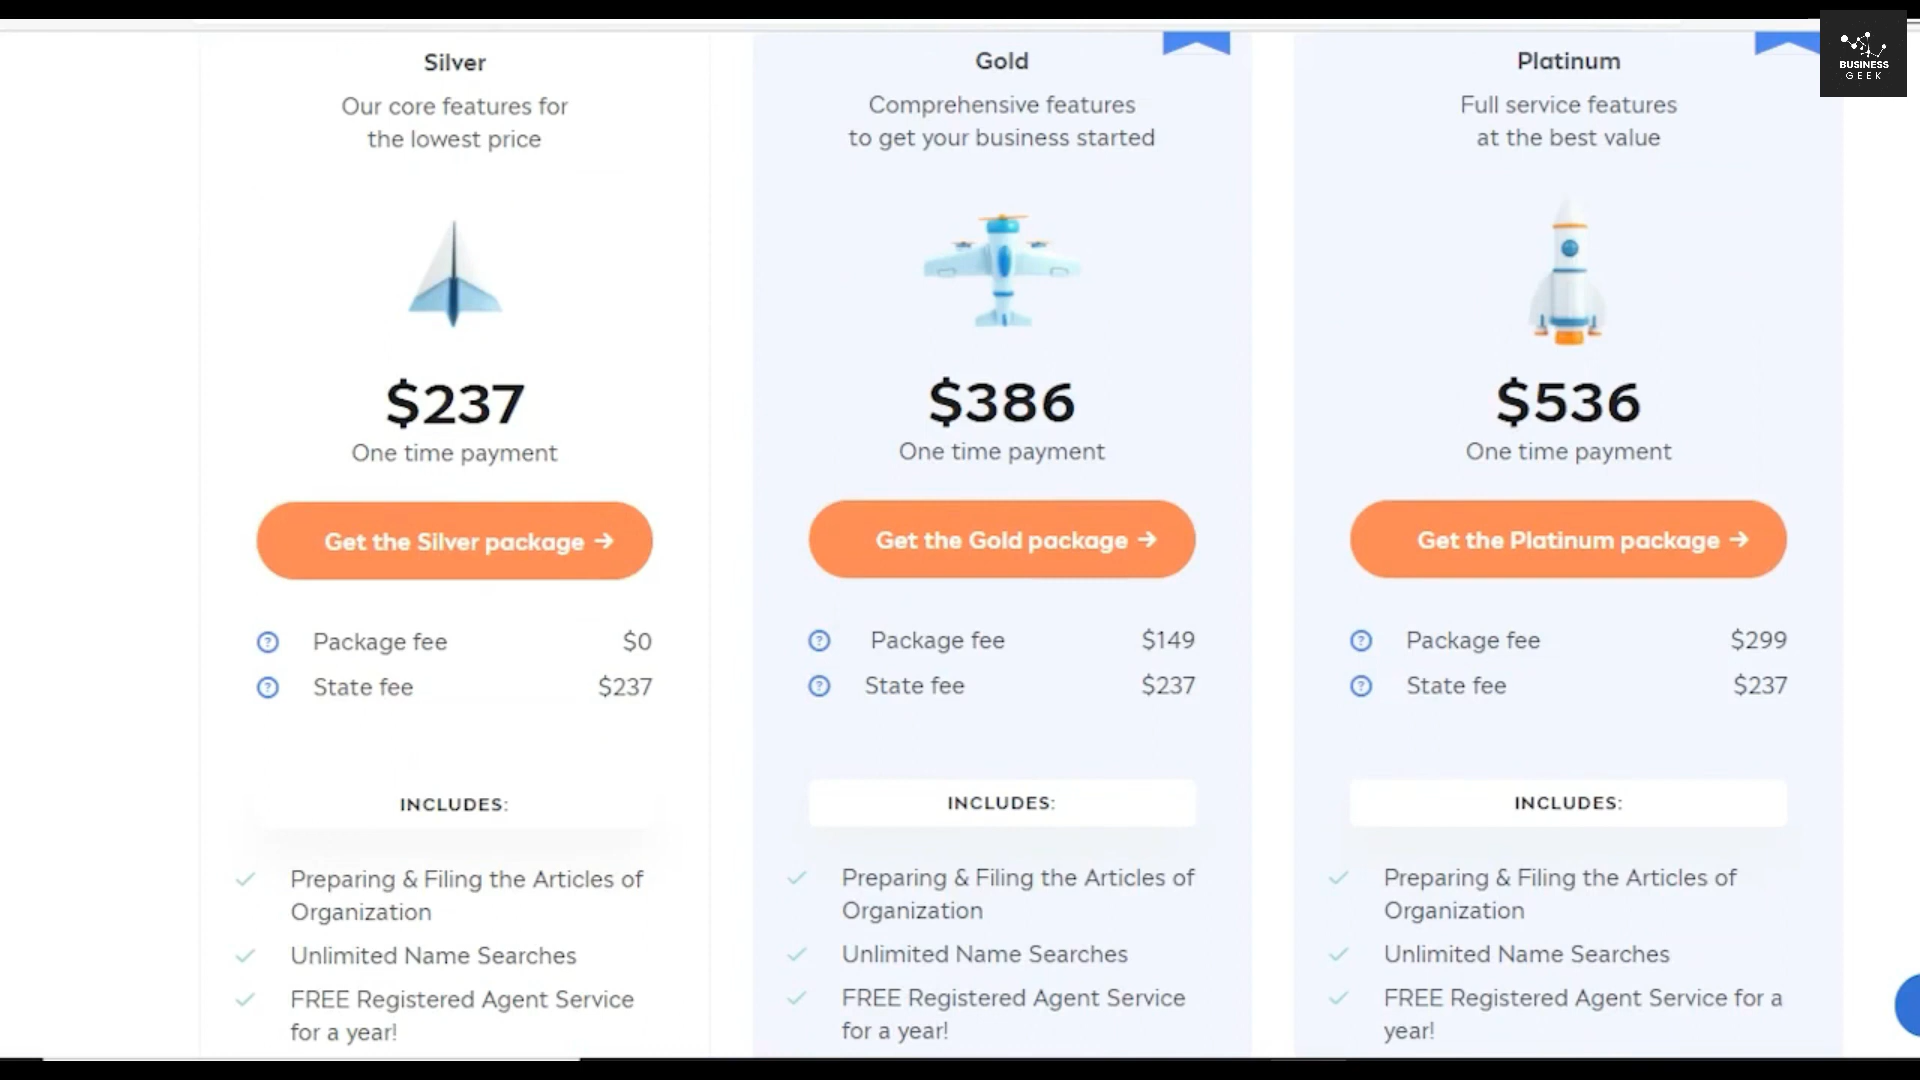 BUSINESS
GEEK
Silver
Our core features for
the lowest price
$237
One time payment
Get the Silver package →
Package fee $0
State fee $237
INCLUDES:
Preparing & Filing the Articles of
Organization
Unlimited Name Searches
FREE Registered Agent Service
for a year!
Gold
Comprehensive features
to get your business started
$386
One time payment
Get the Gold package →
Package fee $149
State fee $237
INCLUDES:
Preparing & Filing the Articles of
Organization
Unlimited Name Searches
FREE Registered Agent Service
for a year!
Platinum
Full service features
at the best value
$536
One time payment
Get the Platinum package →
Package fee $299
State fee $237
INCLUDES:
Preparing & Filing the Articles of
Organization
Unlimited Name Searches
FREE Registered Agent Service for a
year!